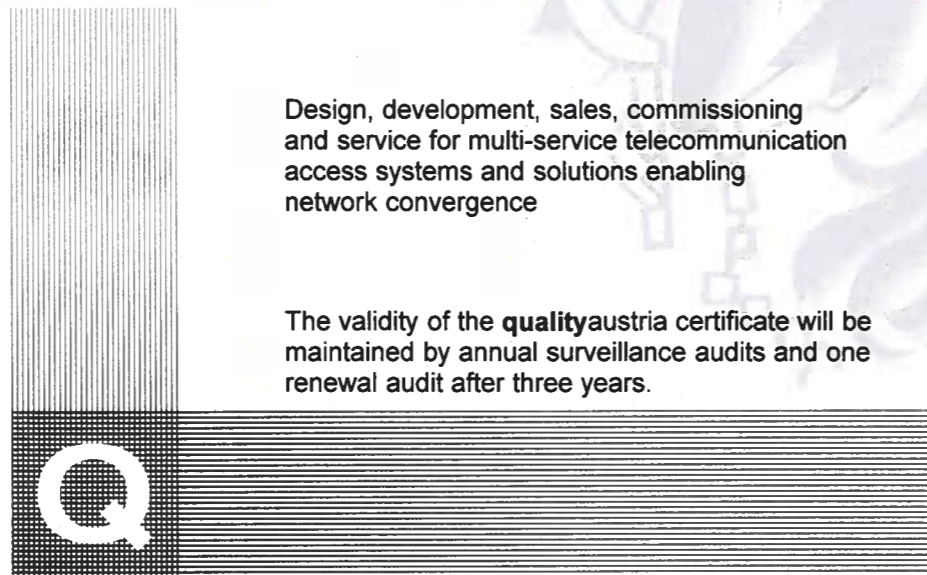 Design, development, sales, commissioning
and service for multi-service telecommunication
access systems and solutions enabling
network convergence
The validity of the qualityaustria certificate will be
maintained by annual surveillance audits and one
renewal audit after three years.
Q